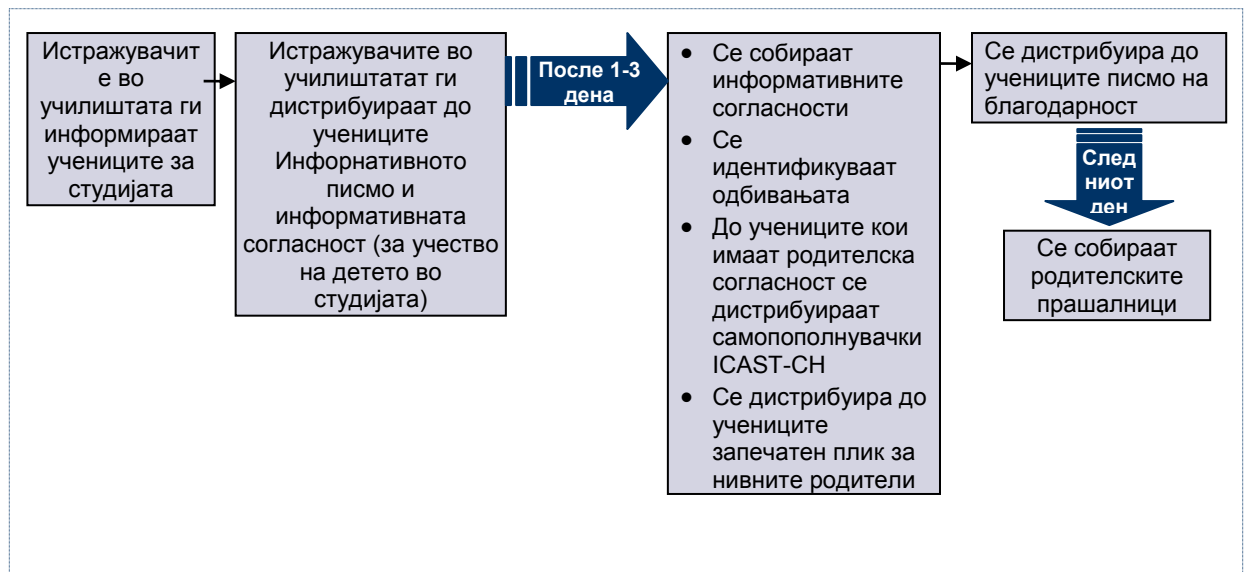 Истражувачит
е во
училиштата ги
информираат
учениците за
студијата
Истражувачите во
училиштатат ги
дистрибуираат до
учениците
Инфорнативното
писмо и
информативната
согласност (за учество
на детето во
студијата)
После 1-3
дена
• Се собираат
информативните
согласности
• Се
идентификуваат
одбивањата
• До учениците кои
имаат родителска
согласност се
дистрибуираат
самопополнувачки
ICAST-CH
• Се дистрибуира до
учениците
запечатен плик за
нивните родители
Се дистрибуира до
учениците писмо на
благодарност
След
ниот
ден
Се собираат
родителските
прашалници